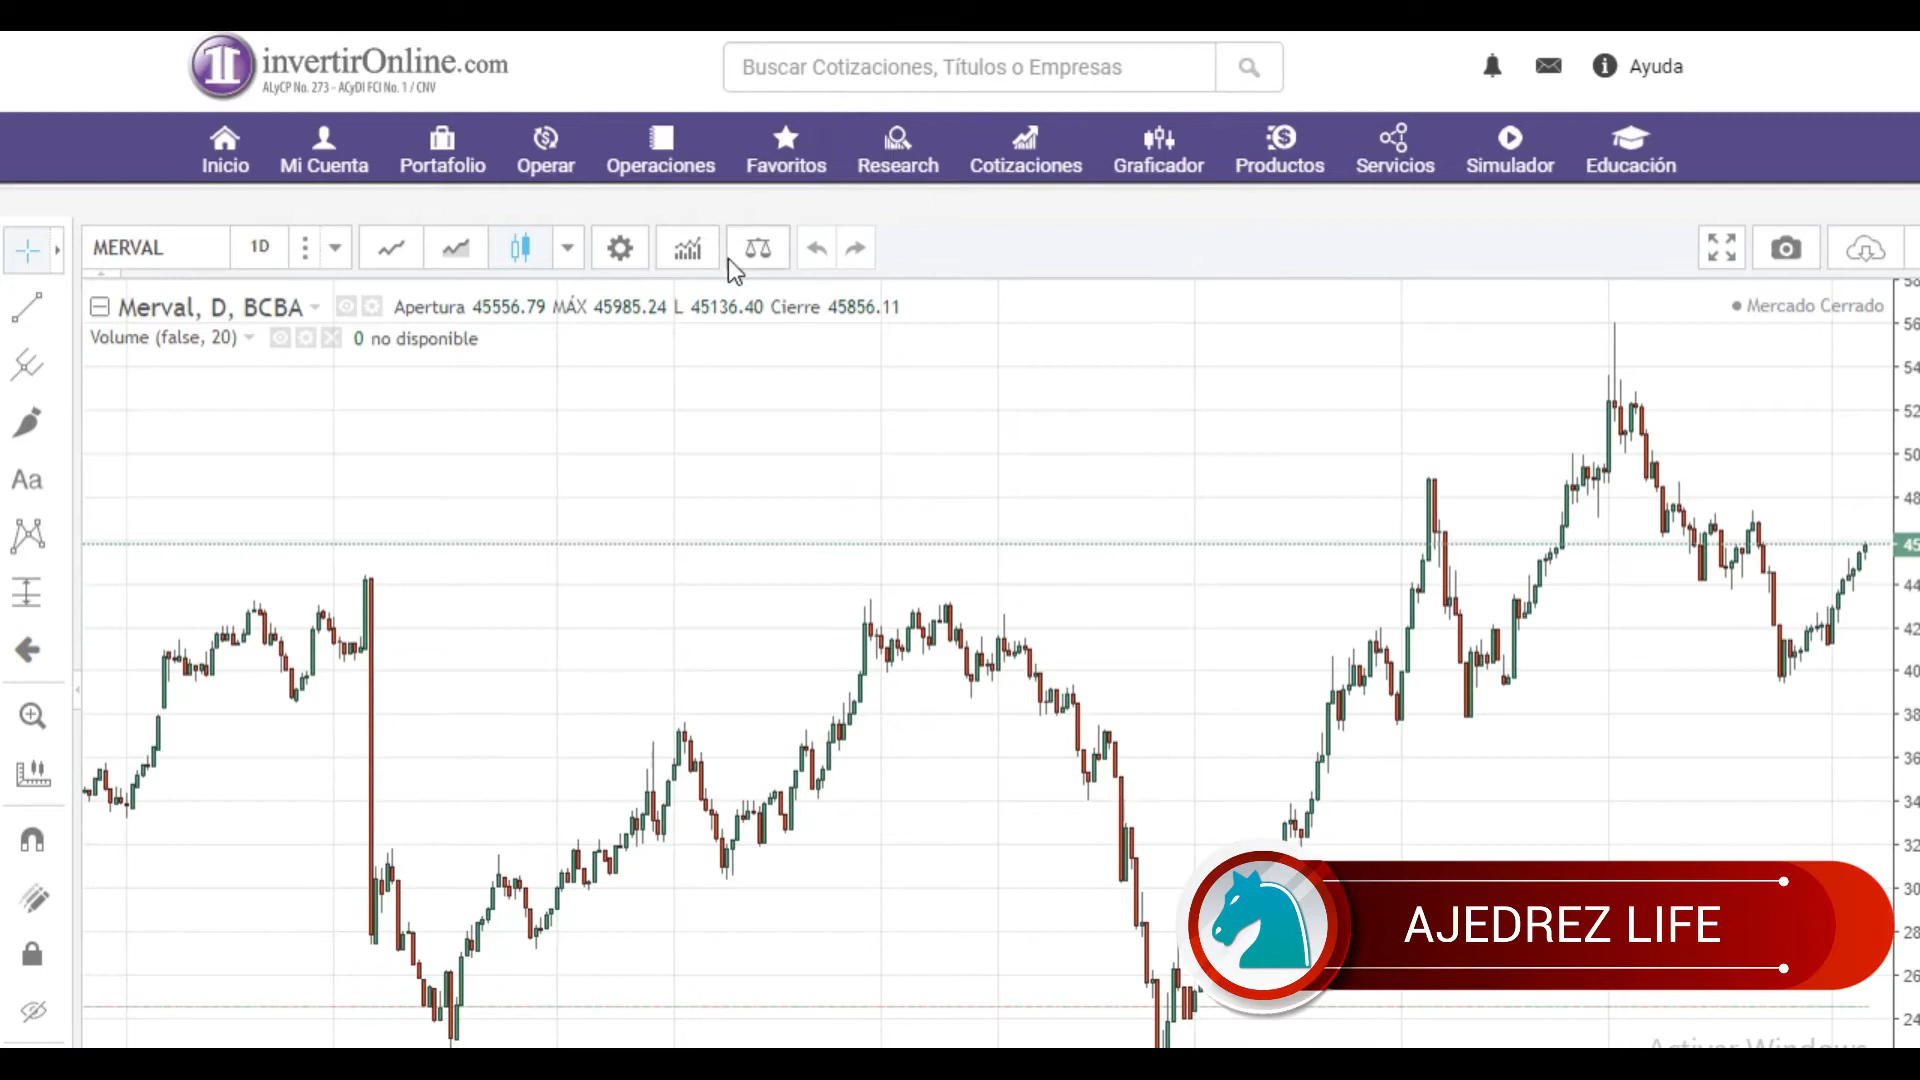 invertirOnline.com
ALyCP No. 273 - ACyDI FCI No. 1 / CNV
Buscar Cotizaciones, Títulos o Empresas
Ayuda
Inicio
Mi Cuenta
Portafolio
Operar
Operaciones
Favoritos
Research
Cotizaciones
Graficador
Productos
Servicios
Simulador
Educación
MERVAL
1D
Merval, D, BCBA
Apertura 45556.79 MÁX 45985.24 L 45136.40 Cierre 45856.11
Mercado Cerrado
Volume (false, 20)
0 no disponible
Aa
56
54
52
50
48
45
44
42
40
38
36
34
32
30
28
26
24
AJEDREZ LIFE